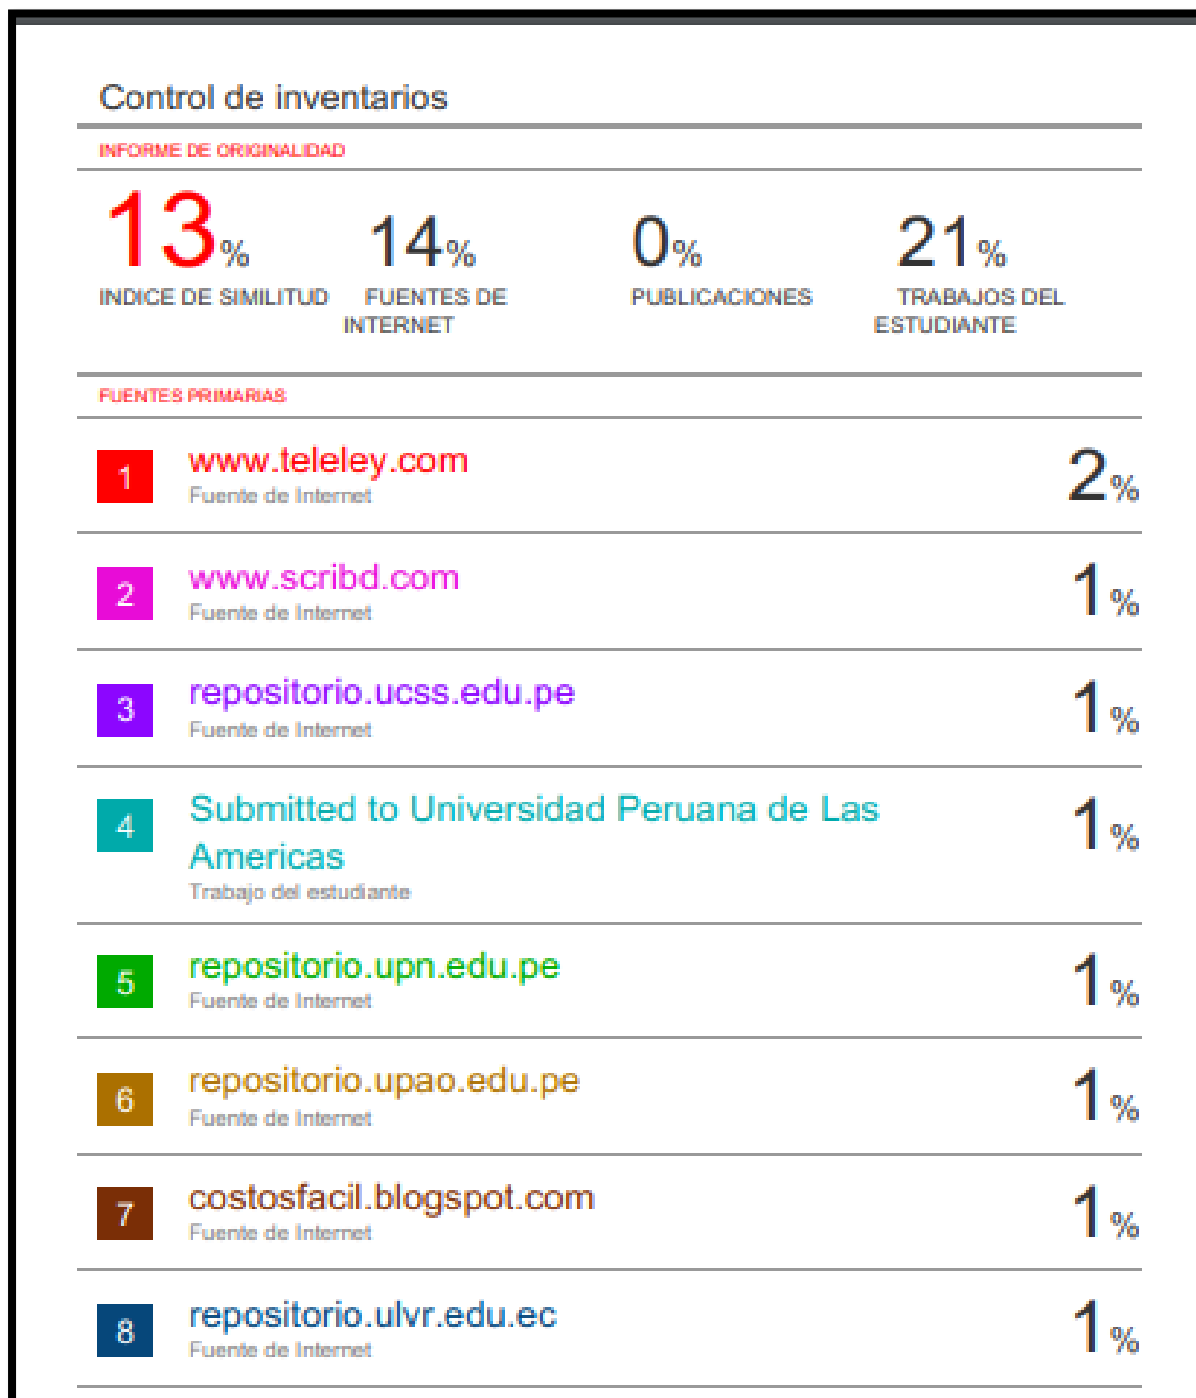 Control de inventarios
INFORME DE ORIGINALIDAD
13% 14% 0% 21%
INDICE DE SIMILITUD FUENTES DE PUBLICACIONES TRABAJOS DEL
INTERNET ESTUDIANTE
FUENTES PRIMARIAS
1 www.teleley.com 2%
Fuente de Internet
2 www.scribd.com 1%
Fuente de Internet
3 repositorio.ucss.edu.pe 1%
Fuente de Internet
4 Submitted to Universidad Peruana de Las 1%
Americas
Trabajo del estudiante
5 repositorio.upn.edu.pe 1%
Fuente de Internet
6 repositorio.upao.edu.pe 1%
Fuente de Internet
7 costosfacil.blogspot.com 1%
Fuente de Internet
8 repositorio.ulvr.edu.ec 1%
Fuente de Internet